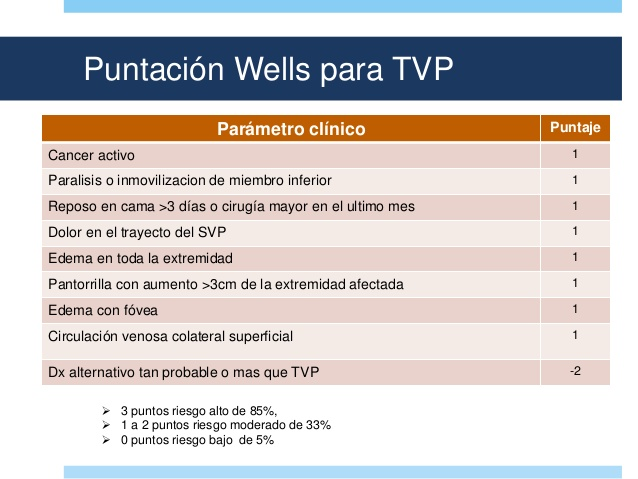 Puntación Wells para TVP
Parámetro clínico Puntaje
Cancer activo 1
Paralisis o inmovilizacion de miembro inferior 1
Reposo en cama >3 días o cirugía mayor en el ultimo mes 1
Dolor en el trayecto del SVP 1
Edema en toda la extremidad 1
Pantorrilla con aumento >3cm de la extremidad afectada 1
Edema con fóvea 1
Circulación venosa colateral superficial 1
Dx alternativo tan probable o mas que TVP -2
➢ 3 puntos riesgo alto de 85%,
➢ 1 a 2 puntos riesgo moderado de 33%
➢ 0 puntos riesgo bajo de 5%